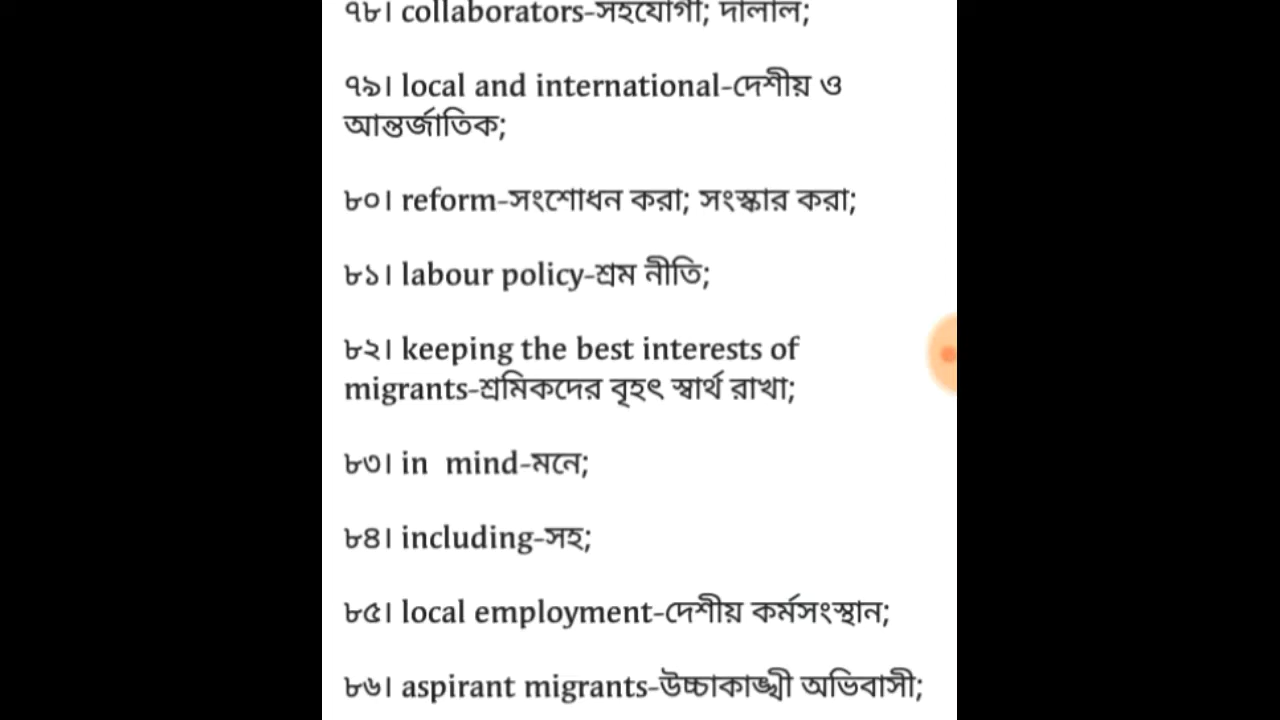 ৭৮। collaborators-সহযোগী; দালাল;
৭৯। local and international-দেশীয় ও
আন্তর্জাতিক;
৮০। reform-সংশোধন করা; সংস্কার করা;
৮১। labour policy-শ্রম নীতি;
৮২। keeping the best interests of
migrants-শ্রমিকদের বৃহৎ স্বার্থ রাখা;
৮৩। in  mind-মনে;
৮৪। including-সহ;
৮৫। local employment-দেশীয় কর্মসংস্থান;
৮৬। aspirant migrants-উচ্চাকাঙ্খী অভিবাসী;